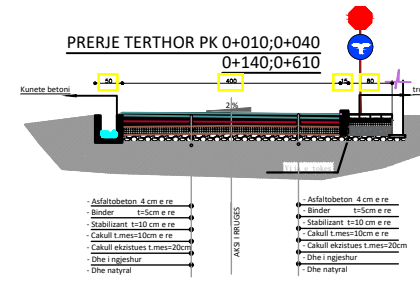 PRERJE TERTHOR PK 0+010;0+040
0+140;0+610
50
400
15
80
Kunete betoni
2%
- Asfaltobeton 4 cm e re
- Binder t=5cm e re
- Stabilizant t=10 cm e re
- Cakull t.mes=10cm e re
- Cakull ekzistues t.mes=20cm
- Dhe i ngjeshur
- Dhe natyral
AKSI I RRUGES
- Asfaltobeton 4 cm e re
- Binder t=5cm e re
- Stabilizant t=10 cm e re
- Cakull t.mes=10cm e re
- Cakull ekzistues t.mes=20cm
- Dhe i ngjeshur
- Dhe natyral